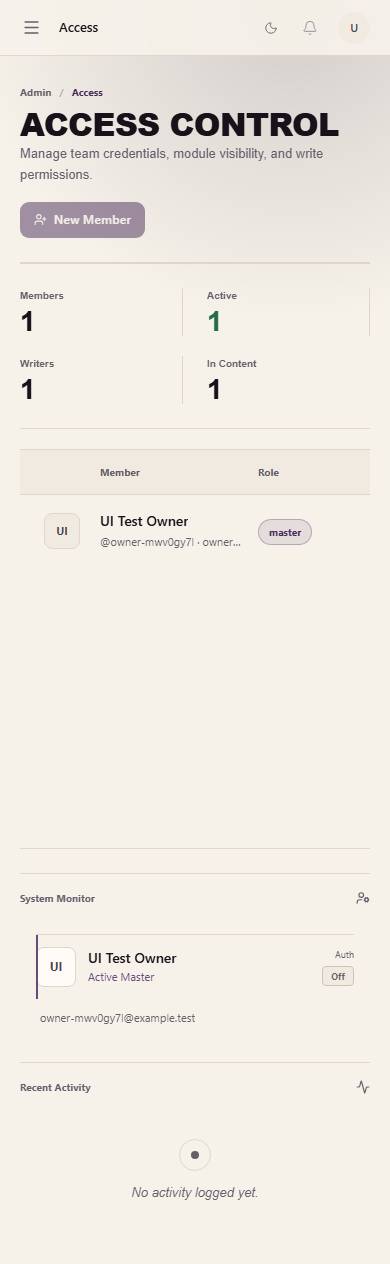 Access
U
Admin / Access
ACCESS CONTROL
Manage team credentials, module visibility, and write
permissions.
New Member
Members
1
Active
1
Writers
1
In Content
1
Member Role
UI
UI Test Owner
@owner-mwv0gy7l · owner...
master
System Monitor
UI
UI Test Owner
Active Master
Auth
Off
owner-mwv0gy7l@example.test
Recent Activity
No activity logged yet.